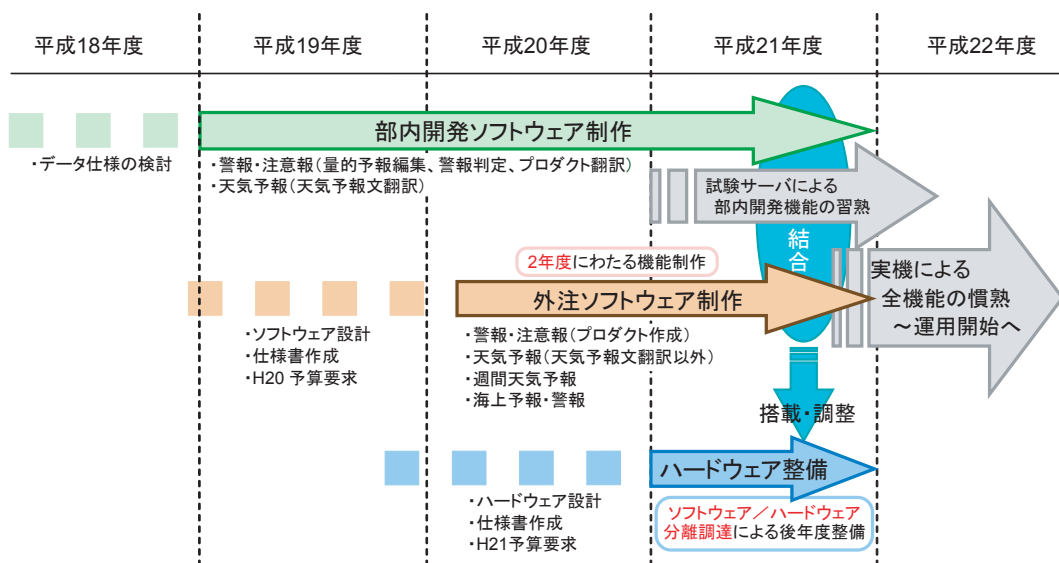 平成18年度
平成19年度
平成20年度
平成21年度
平成22年度
部内開発ソフトウェア制作
・データ仕様の検討
・警報・注意報(量的予報編集、警報判定、プロダクト翻訳)
・天気予報(天気予報文翻訳)
試験サーバによる
部内開発機能の習熟
結合
2年度にわたる機能制作
外注ソフトウェア制作
実機による
全機能の慣熟
～運用開始へ
・ソフトウェア設計
・仕様書作成
・H20 予算要求
・警報・注意報(プロダクト作成)
・天気予報(天気予報文翻訳以外)
・週間天気予報
・海上予報・警報
搭載・調整
ハードウェア整備
・ハードウェア設計
・仕様書作成
・H21予算要求
ソフトウェア／ハードウェア
分離調達による後年度整備